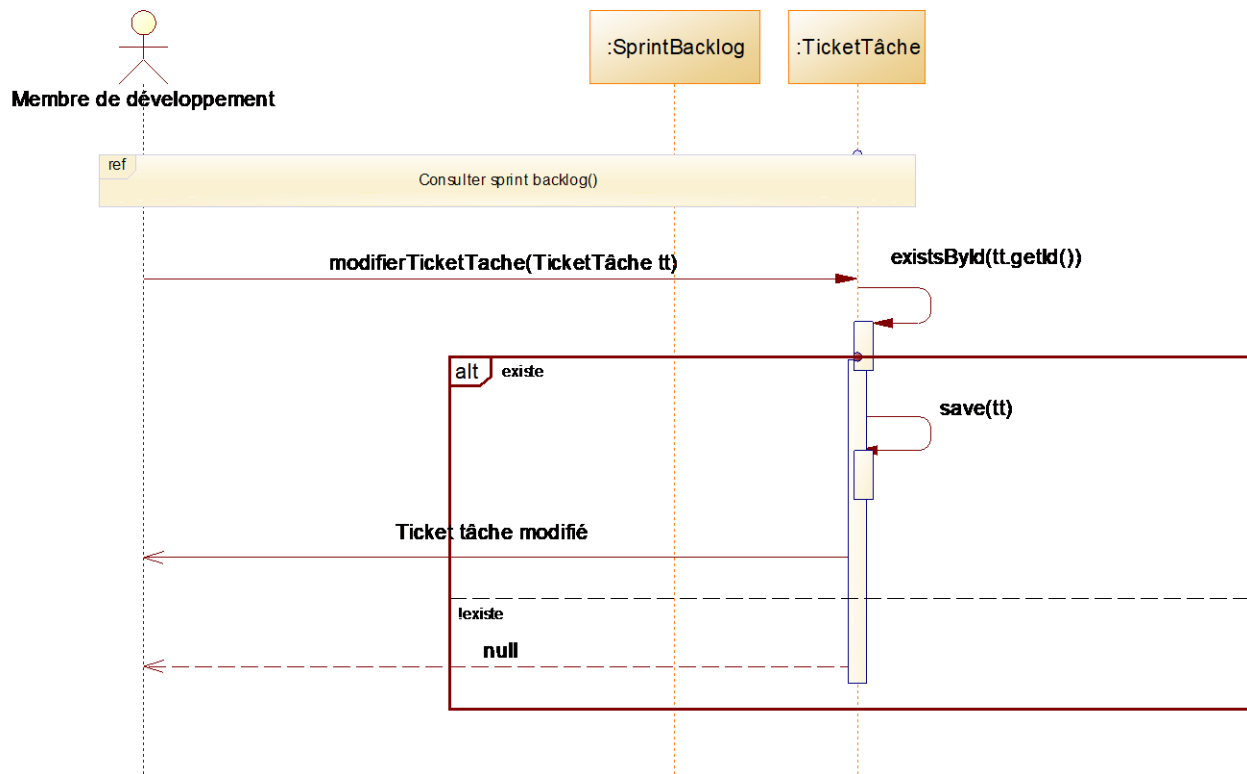 :SprintBacklog
:TicketTâche
Membre de développement
ref
Consulter sprint backlog()
modifierTicketTache(TicketTâche tt)
existsById(tt.getId())
alt
existe
save(tt)
Ticket tâche modifié
!existe
null